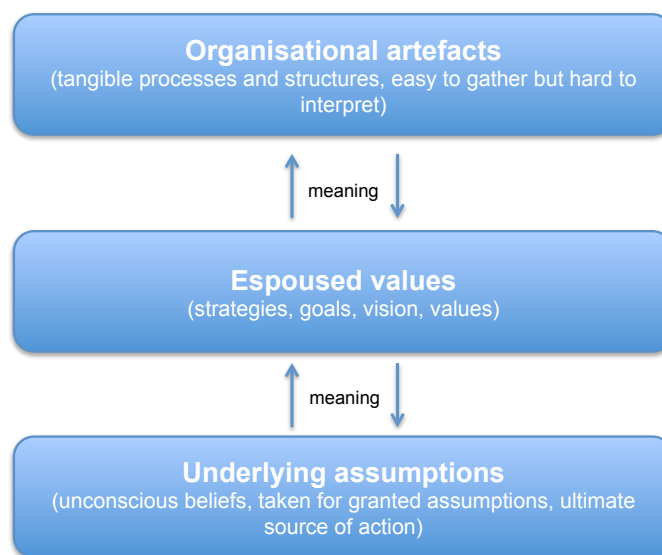 Organisational artefacts
(tangible processes and structures, easy to gather but hard to
interpret)
meaning
Espoused values
(strategies, goals, vision, values)
meaning
Underlying assumptions
(unconscious beliefs, taken for granted assumptions, ultimate
source of action)